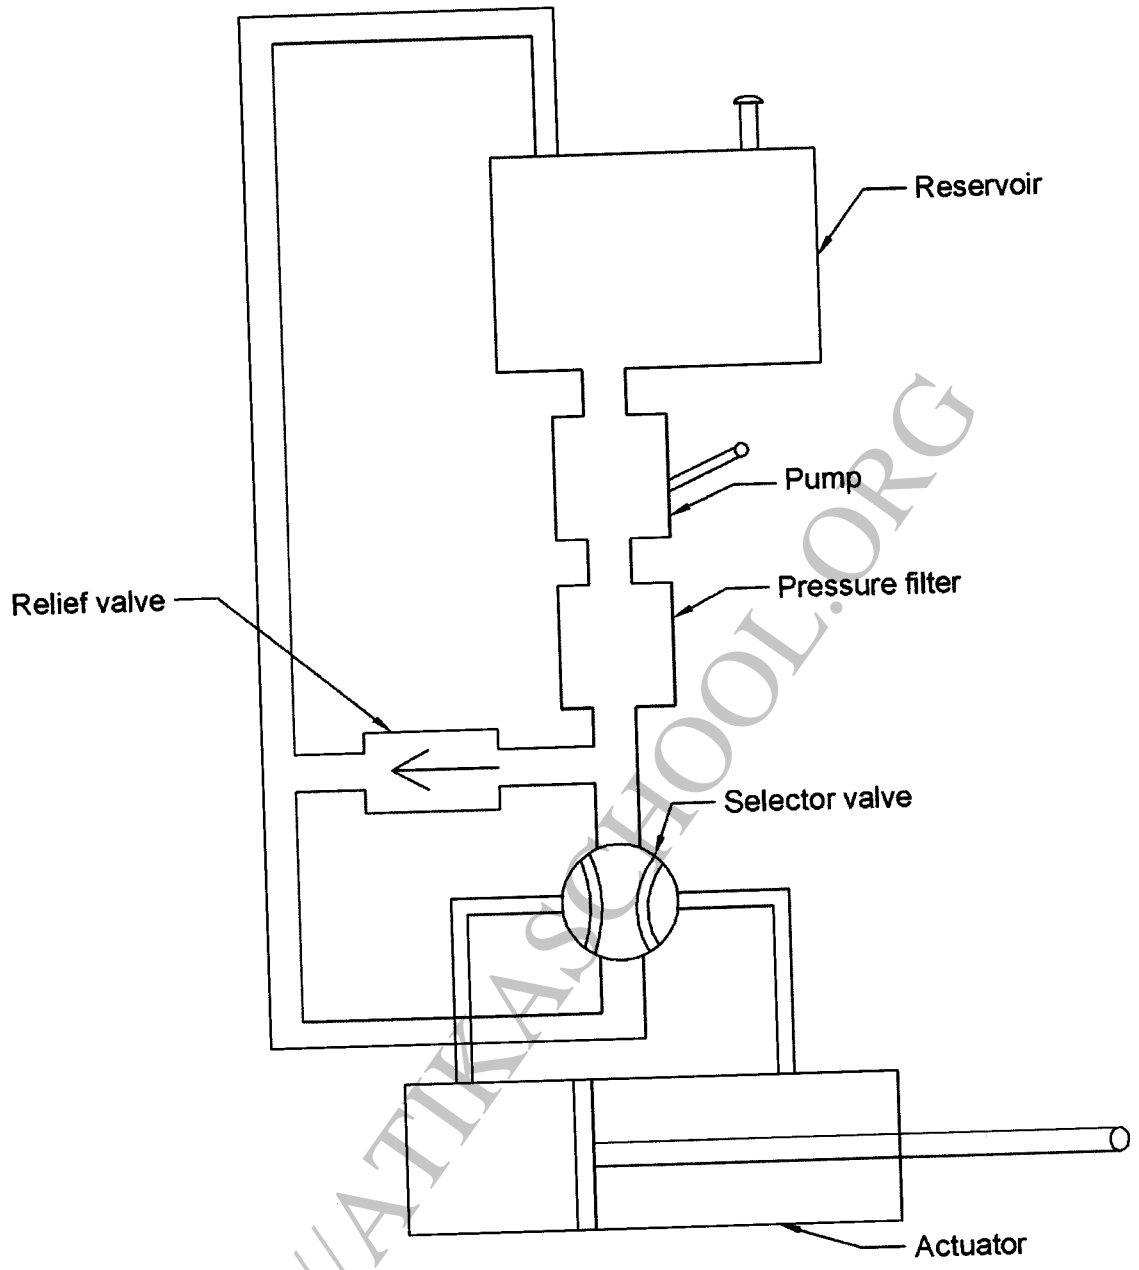 Reservoir
Pump
Pressure filter
Relief valve
Selector valve
Actuator
//ATIKASCHOOL.ORG